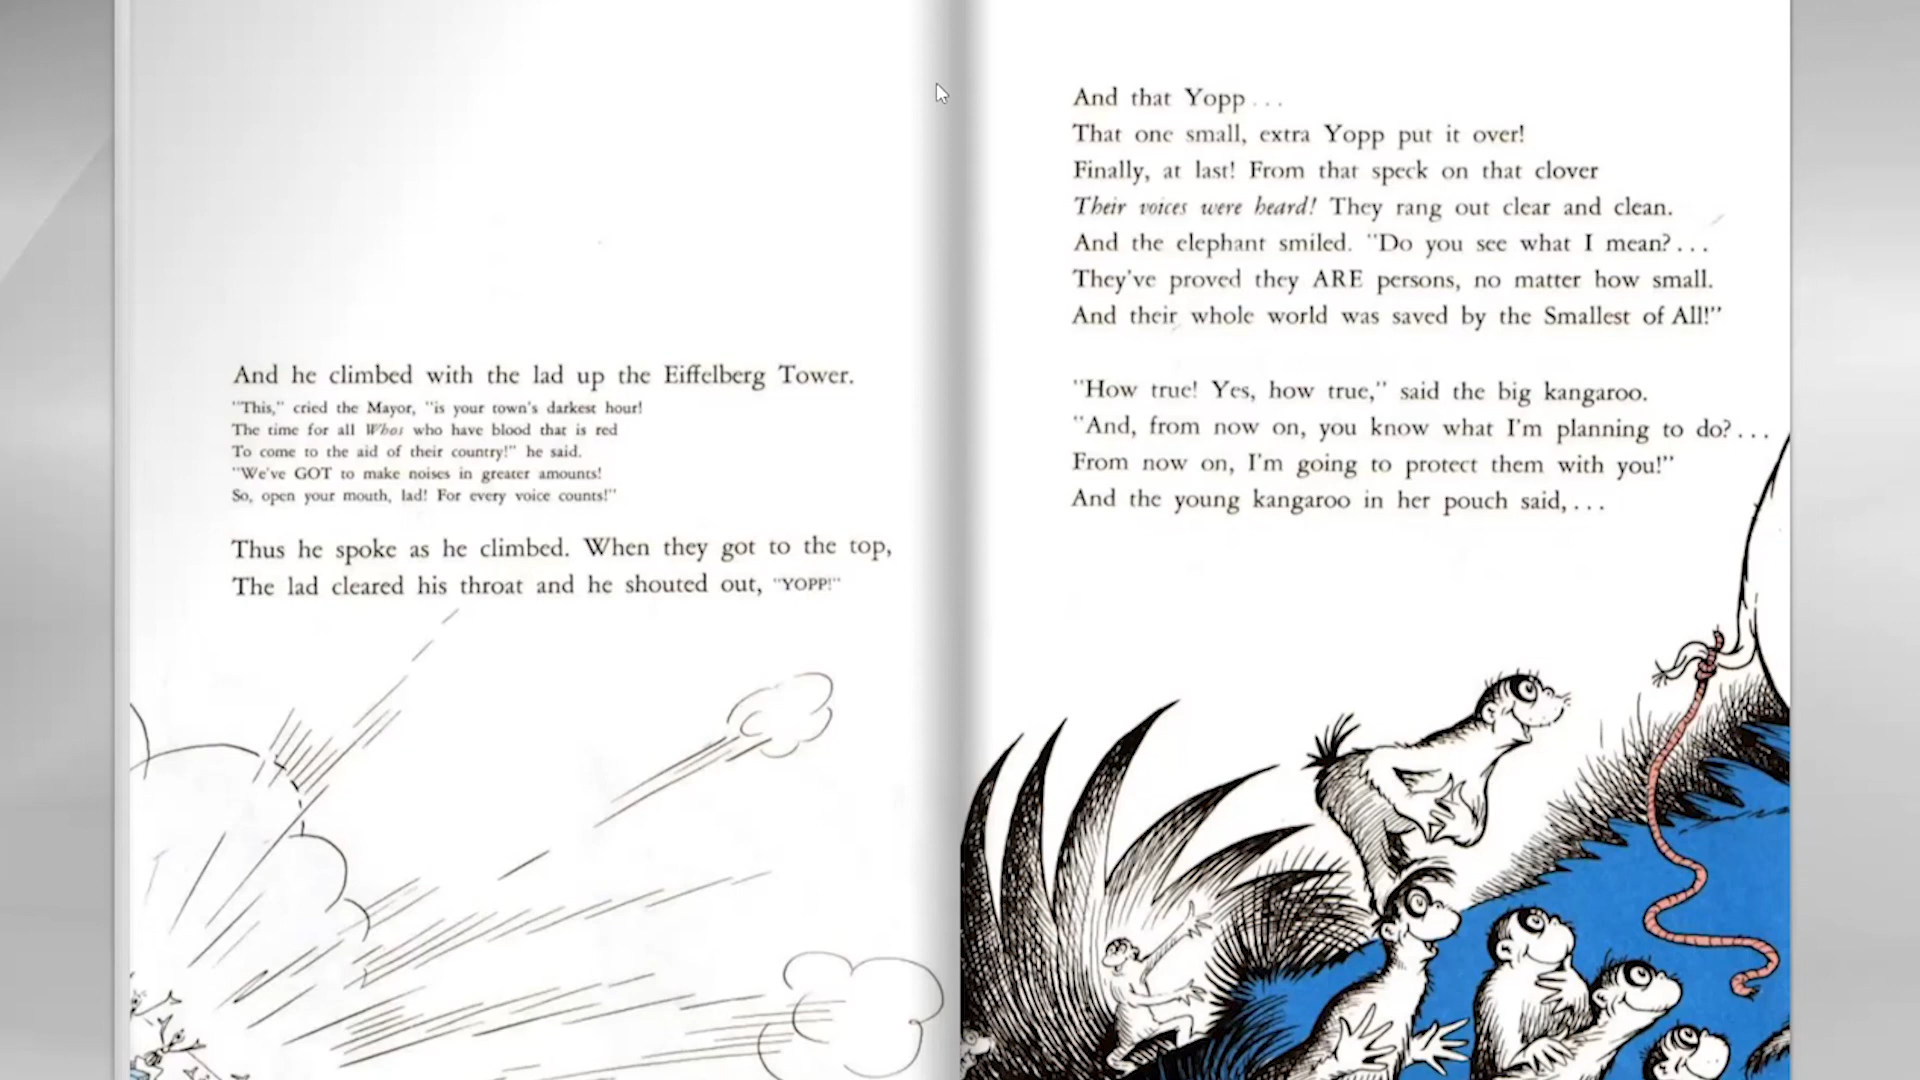 And he climbed with the lad up the Eiffelberg Tower.
"This," cried the Mayor, "is your town's darkest hour!
The time for all Whos who have blood that is red
To come to the aid of their country!" he said.
"We've GOT to make noises in greater amounts!
So, open your mouth, lad! For every voice counts!"
Thus he spoke as he climbed. When they got to the top,
The lad cleared his throat and he shouted out, "YOPP!"
And that Yopp . . .
That one small, extra Yopp put it over!
Finally, at last! From that speck on that clover
Their voices were heard! They rang out clear and clean.
And the elephant smiled. "Do you see what I mean? . . .
They've proved they ARE persons, no matter how small.
And their whole world was saved by the Smallest of All!"
"How true! Yes, how true," said the big kangaroo.
"And, from now on, you know what I'm planning to do? . . .
From now on, I'm going to protect them with you!"
And the young kangaroo in her pouch said, . . .